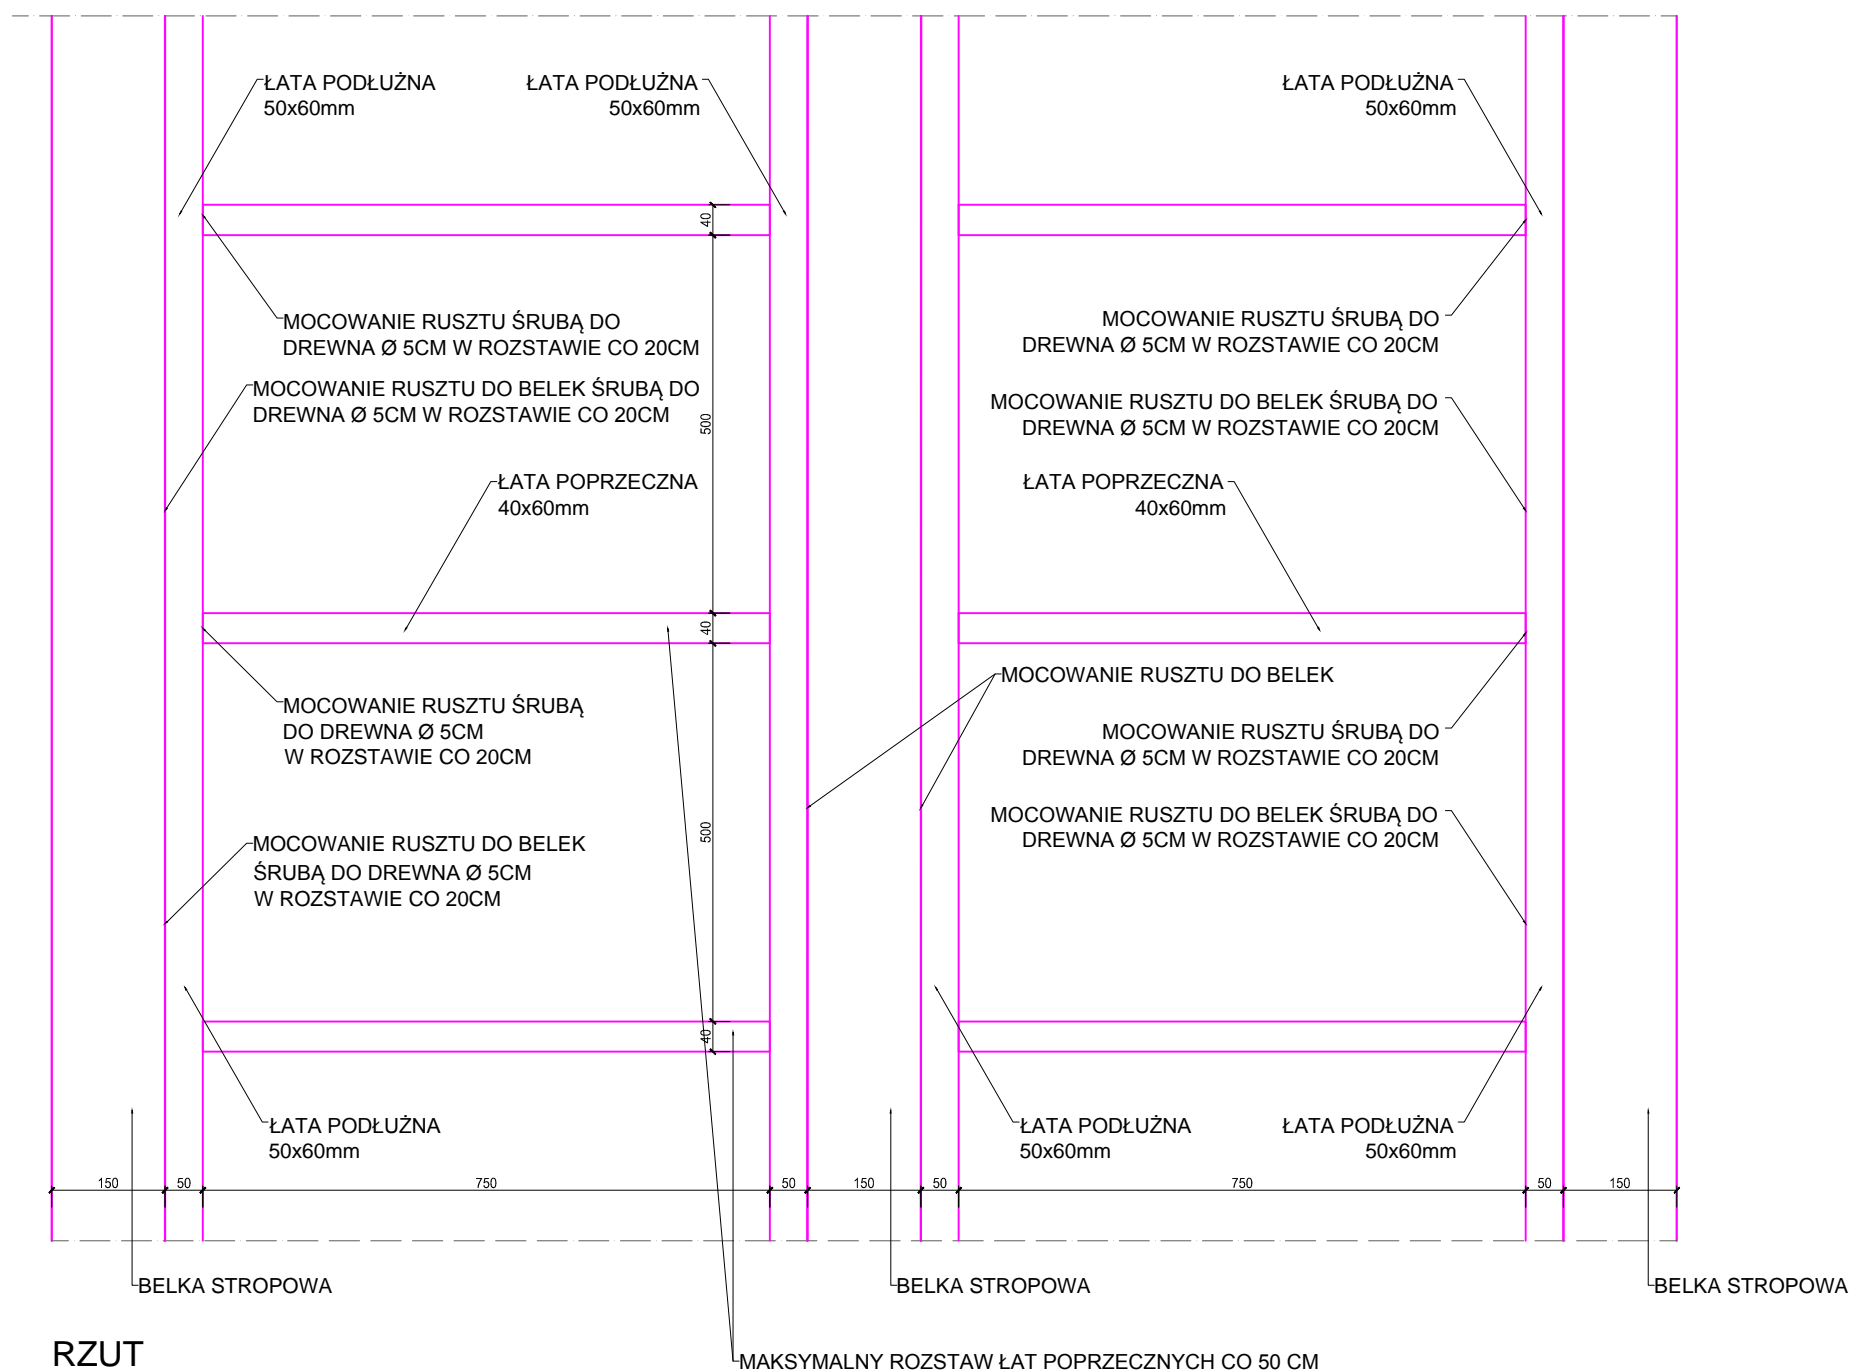 ŁATA PODŁUŻNA
50x60mm
ŁATA PODŁUŻNA
50x60mm
ŁATA PODŁUŻNA
50x60mm
40
MOCOWANIE RUSZTU ŚRUBĄ DO
DREWNA Ø 5CM W ROZSTAWIE CO 20CM
MOCOWANIE RUSZTU ŚRUBĄ DO
DREWNA Ø 5CM W ROZSTAWIE CO 20CM
MOCOWANIE RUSZTU DO BELEK ŚRUBĄ DO
DREWNA Ø 5CM W ROZSTAWIE CO 20CM
500
MOCOWANIE RUSZTU DO BELEK ŚRUBĄ DO
DREWNA Ø 5CM W ROZSTAWIE CO 20CM
ŁATA POPRZECZNA
40x60mm
ŁATA POPRZECZNA
40x60mm
40
MOCOWANIE RUSZTU DO BELEK
MOCOWANIE RUSZTU ŚRUBĄ
DO DREWNA Ø 5CM
W ROZSTAWIE CO 20CM
MOCOWANIE RUSZTU ŚRUBĄ DO
DREWNA Ø 5CM W ROZSTAWIE CO 20CM
MOCOWANIE RUSZTU DO BELEK
ŚRUBĄ DO DREWNA Ø 5CM
W ROZSTAWIE CO 20CM
500
MOCOWANIE RUSZTU DO BELEK ŚRUBĄ DO
DREWNA Ø 5CM W ROZSTAWIE CO 20CM
40
ŁATA PODŁUŻNA
50x60mm
ŁATA PODŁUŻNA
50x60mm
ŁATA PODŁUŻNA
50x60mm
150 50 750 50 150 50 750 50 150
BELKA STROPOWA
BELKA STROPOWA
BELKA STROPOWA
RZUT
MAKSYMALNY ROZSTAW ŁAT POPRZECZNYCH CO 50 CM